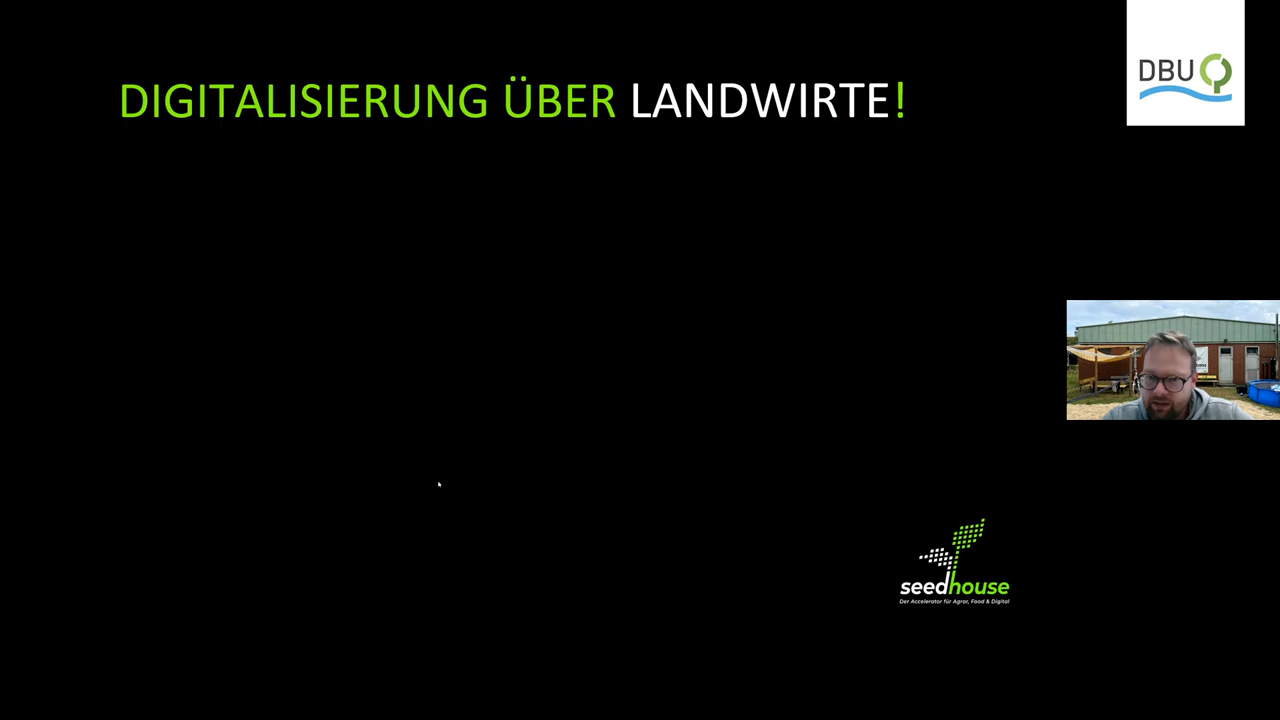 DIGITALISIERUNG ÜBER LANDWIRTE!
DBU
seedhouse
Der Accelerator für Agrar, Food & Digital